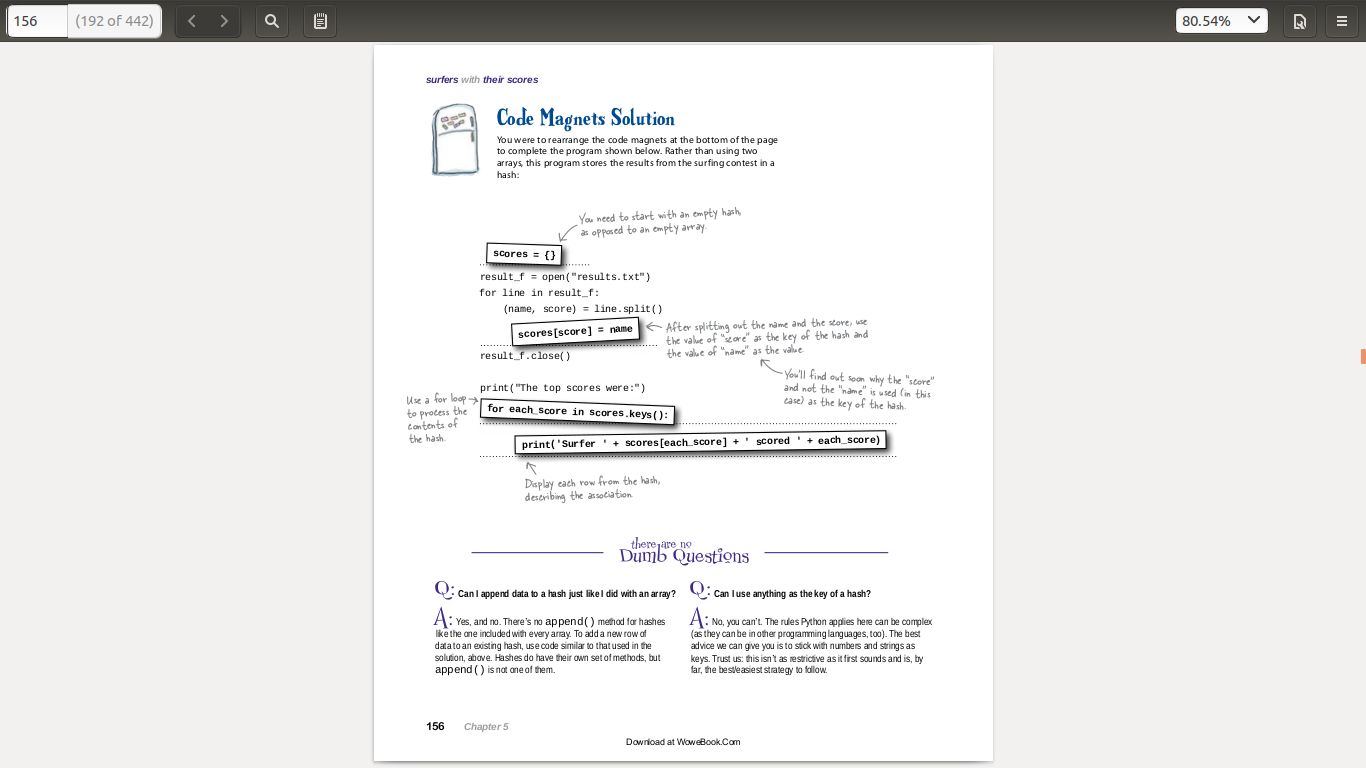 156 (192 of 442) 80.54%
surfers with their scores
Code Magnets Solution
You were to rearrange the code magnets at the bottom of the page
to complete the program shown below. Rather than using two
arrays, this program stores the results from the surfing contest in a
hash:
You need to start with an empty hash,
as opposed to an empty array.
scores = {}
result_f = open("results.txt")
for line in result_f:
(name, score) = line.split()
scores[score] = name
After splitting out the name and the score, use
the value of "score" as the key of the hash and
the value of "name" as the value.
result_f.close()
You'll find out soon why the "score"
and not the "name" is used (in this
case) as the key of the hash.
print("The top scores were:")
Use a for loop
to process the
contents of
the hash.
for each_score in scores.keys():
print('Surfer ' + scores[each_score] + ' scored ' + each_score)
Display each row from the hash,
describing the association.
there are no
Dumb Questions
Q: Can I append data to a hash just like I did with an array?
A: Yes, and no. There's no append() method for hashes
like the one included with every array. To add a new row of
data to an existing hash, use code similar to that used in the
solution, above. Hashes do have their own set of methods, but
append() is not one of them.
Q: Can I use anything as the key of a hash?
A: No, you can't. The rules Python applies here can be complex
(as they can be in other programming languages, too). The best
advice we can give you is to stick with numbers and strings as
keys. Trust us: this isn't as restrictive as it first sounds and is, by
far, the best/easiest strategy to follow.
156 Chapter 5
Download at WoweBook.Com